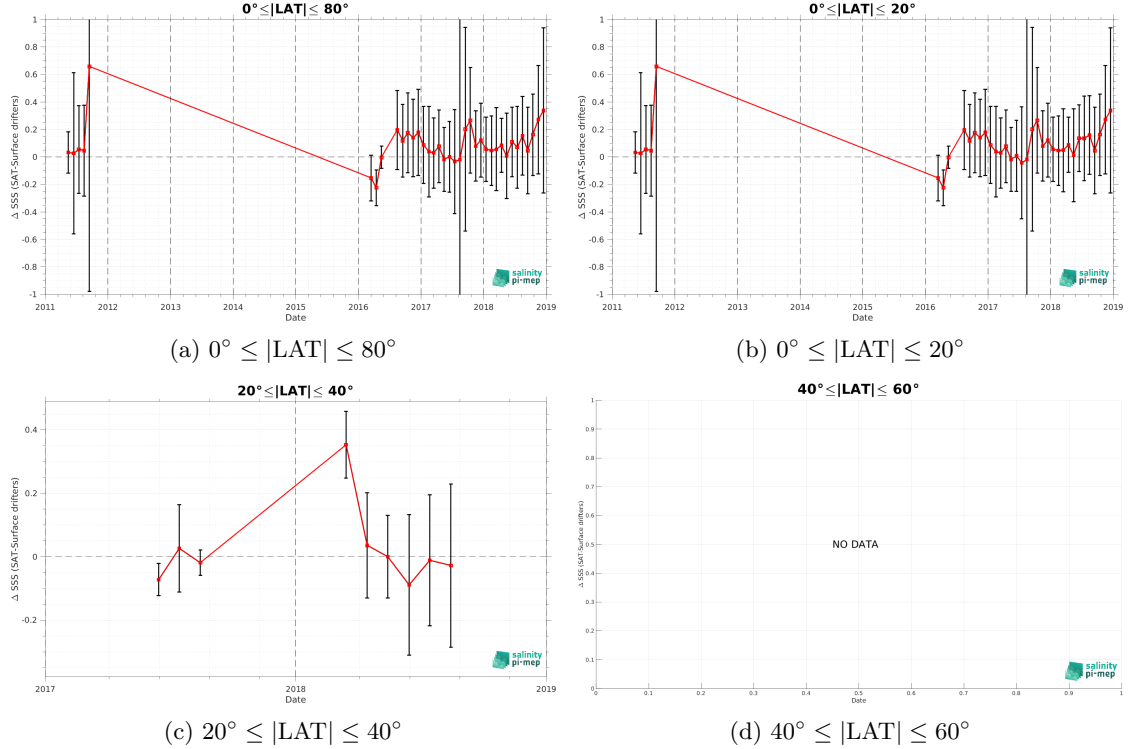 0°≤|LAT|≤ 80°
Δ SSS (SAT-Surface drifters)
1
0.8
0.6
0.4
0.2
0
-0.2
-0.4
-0.6
-0.8
-1
2011 2012 2013 2014 2015 2016 2017 2018 2019
Date
salinity
pi-mep
(a) 0° ≤ |LAT| ≤ 80°
0°≤|LAT|≤ 20°
Δ SSS (SAT-Surface drifters)
1
0.8
0.6
0.4
0.2
0
-0.2
-0.4
-0.6
-0.8
-1
2011 2012 2013 2014 2015 2016 2017 2018 2019
Date
salinity
pi-mep
(b) 0° ≤ |LAT| ≤ 20°
20°≤|LAT|≤ 40°
Δ SSS (SAT-Surface drifters)
0.4
0.2
0
-0.2
2017 2018 2019
Date
salinity
pi-mep
(c) 20° ≤ |LAT| ≤ 40°
40°≤|LAT|≤ 60°
Δ SSS (SAT-Surface drifters)
1
0.9
0.8
0.7
0.6
0.5
0.4
0.3
0.2
0.1
0
NO DATA
0 0.1 0.2 0.3 0.4 0.5 0.6 0.7 0.8 0.9 1
Date
salinity
pi-mep
(d) 40° ≤ |LAT| ≤ 60°